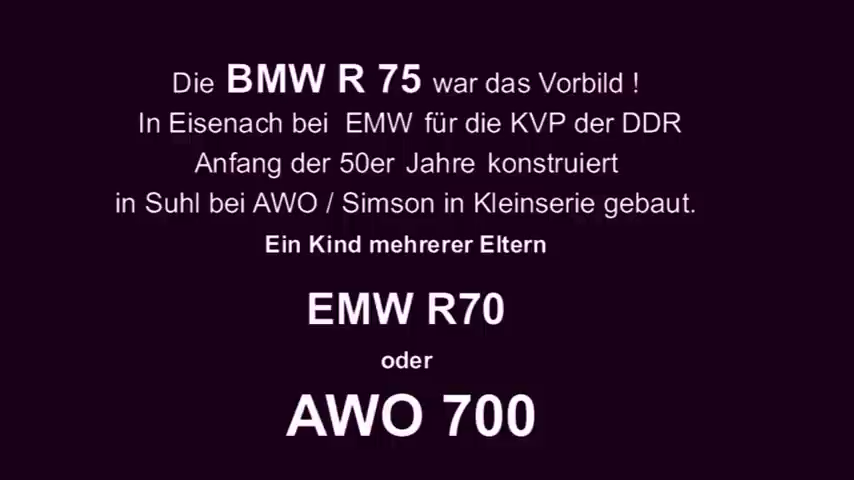 Die BMW R 75 war das Vorbild !
In Eisenach bei EMW für die KVP der DDR
Anfang der 50er Jahre konstruiert
in Suhl bei AWO / Simson in Kleinserie gebaut.
Ein Kind mehrerer Eltern
EMW R70
oder
AWO 700